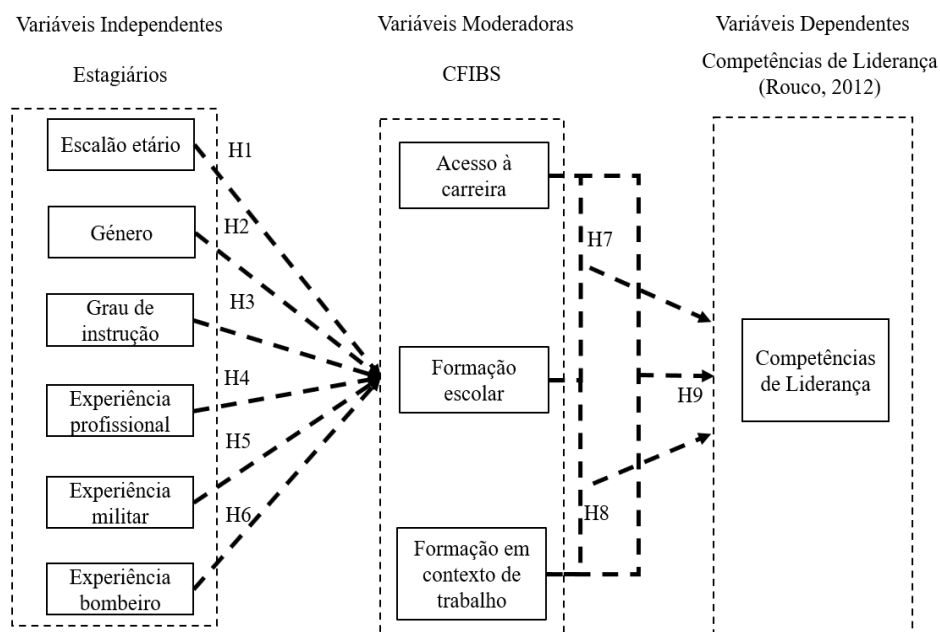 Variáveis Independentes
Estagiários
Escalão etário
Género
Grau de
instrução
Experiência
profissional
Experiência
militar
Experiência
bombeiro
H1
H2
H3
H4
H5
H6
Variáveis Moderadoras
CFIBS
Acesso à
carreira
Formação
escolar
Formação em
contexto de
trabalho
H7
H9
H8
Variáveis Dependentes
Competências de Liderança
(Rouco, 2012)
Competências
de Liderança